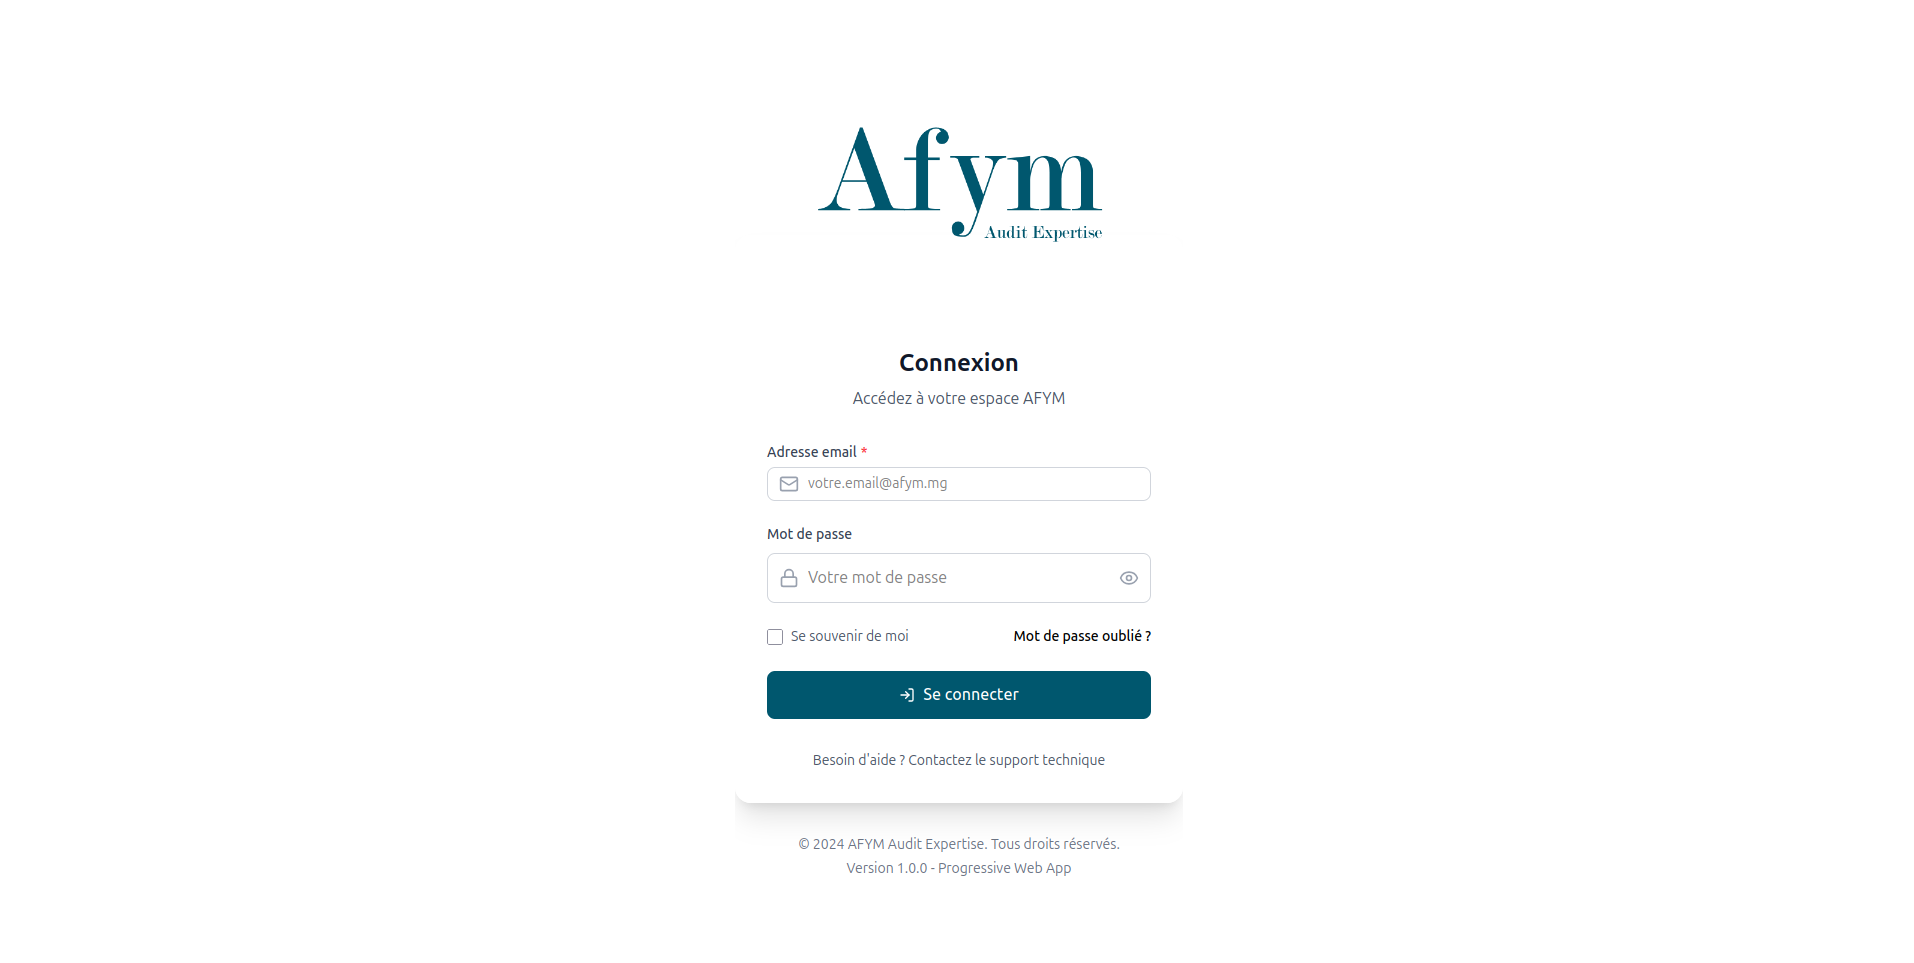 Afym
Audit Expertise
Connexion
Accédez à votre espace AFYM
Adresse email *
votre.email@afym.mg
Mot de passe
Votre mot de passe
Se souvenir de moi
Mot de passe oublié ?
Se connecter
Besoin d'aide ? Contactez le support technique
© 2024 AFYM Audit Expertise. Tous droits réservés.
Version 1.0.0 - Progressive Web App